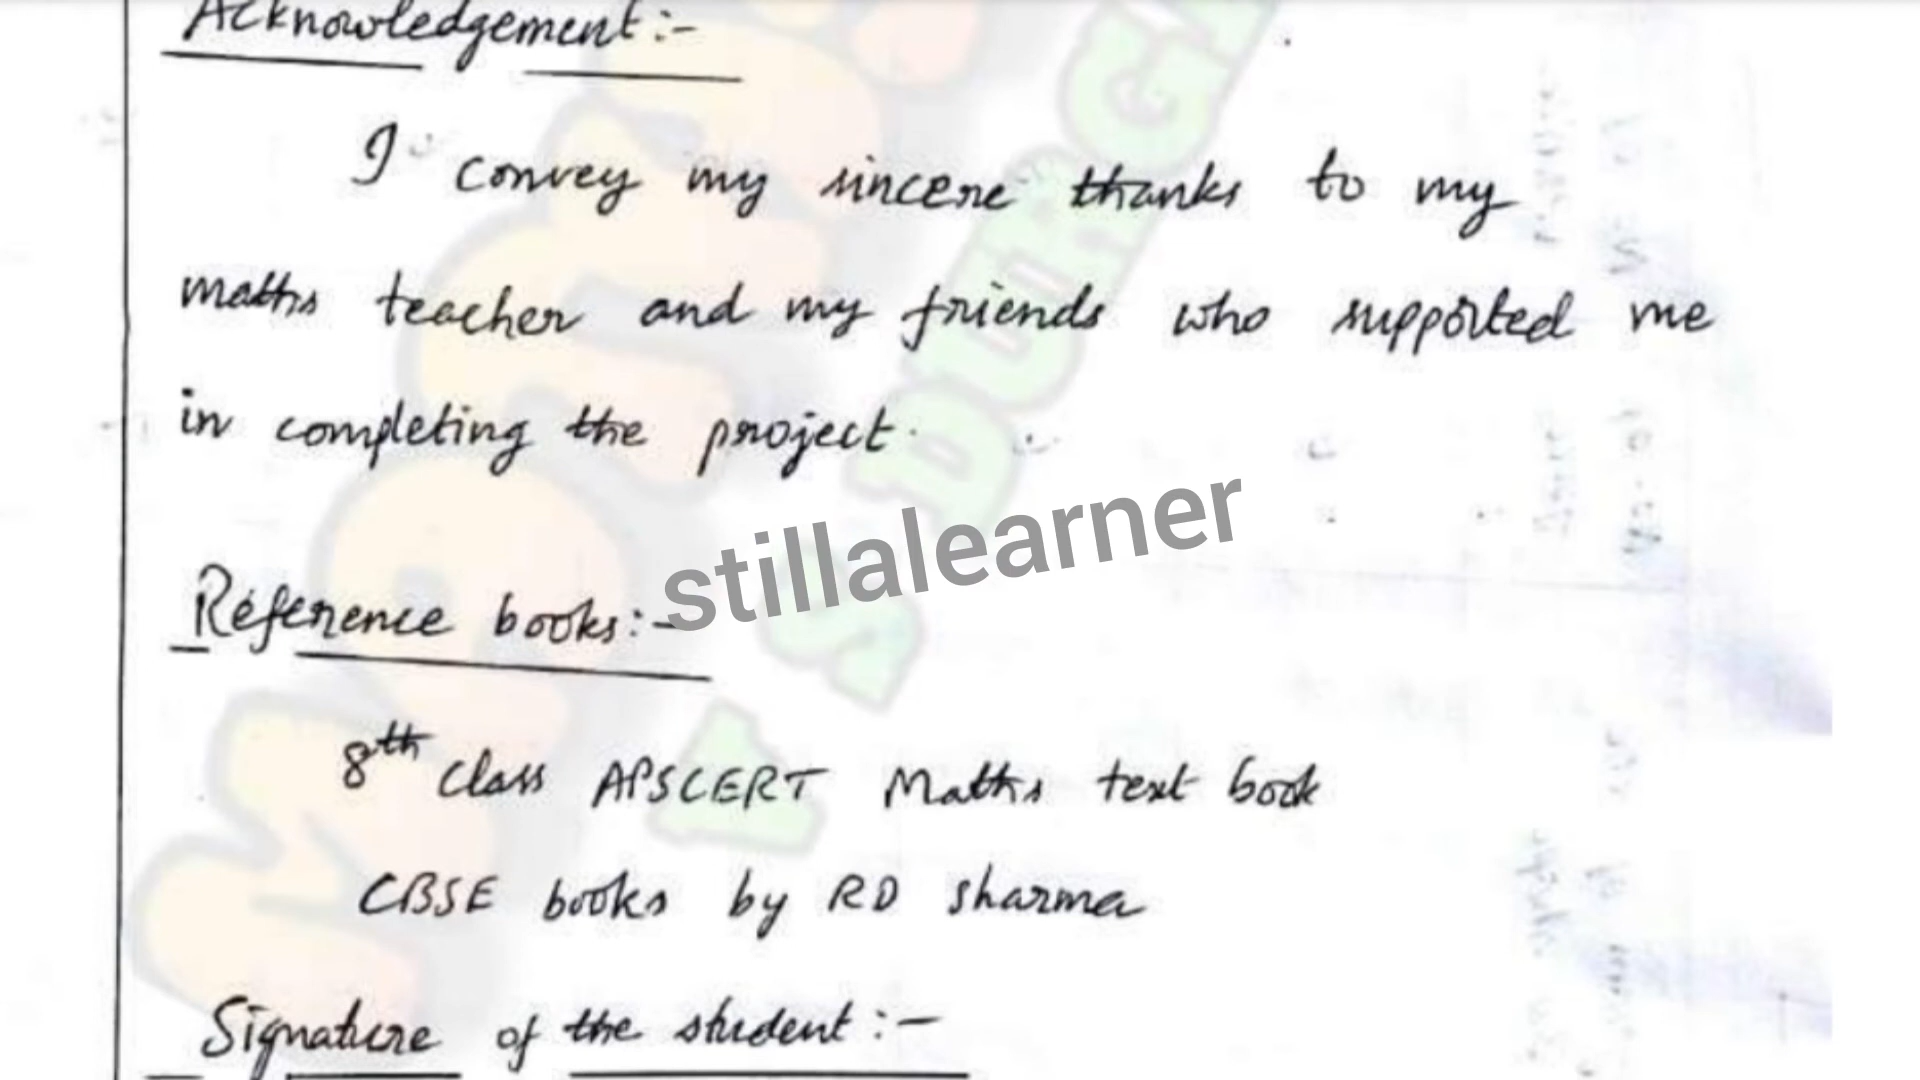 Acknowledgement:-
I convey my sincere thanks to my
maths teacher and my friends who supported me
in completing the project.
stillalearner
Reference books:-
8th class APSCERT Maths text book
CBSE books by RD sharma
Signature of the student:-